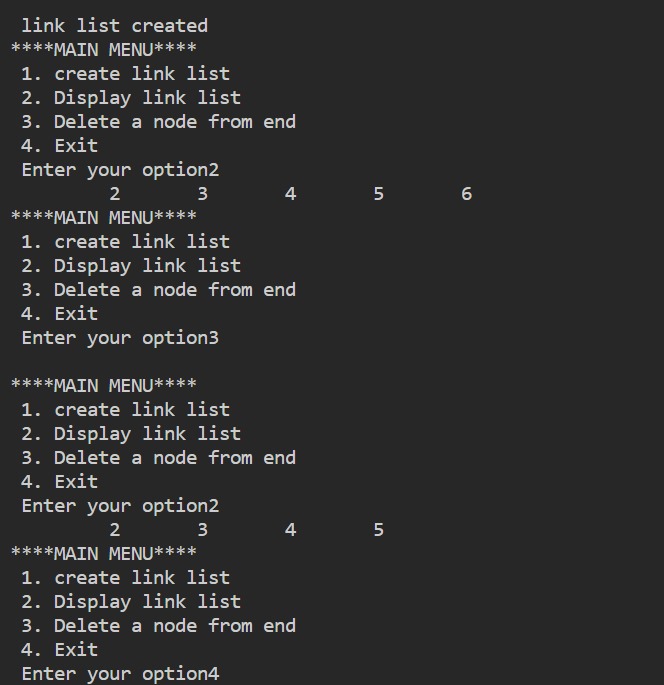 link list created
****MAIN MENU****
1. create link list
2. Display link list
3. Delete a node from end
4. Exit
Enter your option2
2 3 4 5 6
****MAIN MENU****
1. create link list
2. Display link list
3. Delete a node from end
4. Exit
Enter your option3
****MAIN MENU****
1. create link list
2. Display link list
3. Delete a node from end
4. Exit
Enter your option2
2 3 4 5
****MAIN MENU****
1. create link list
2. Display link list
3. Delete a node from end
4. Exit
Enter your option4